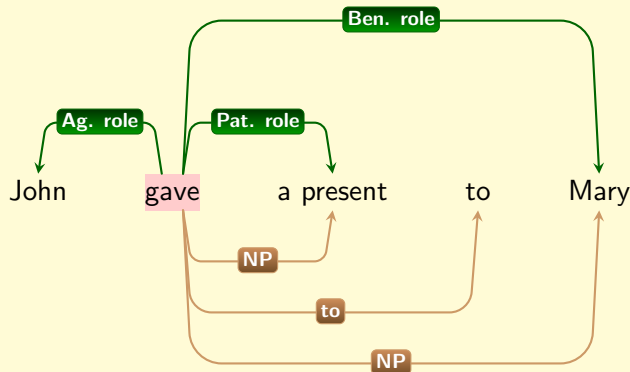 Ben. role
Ag. role Pat. role
John gave a present to Mary
NP
to
NP